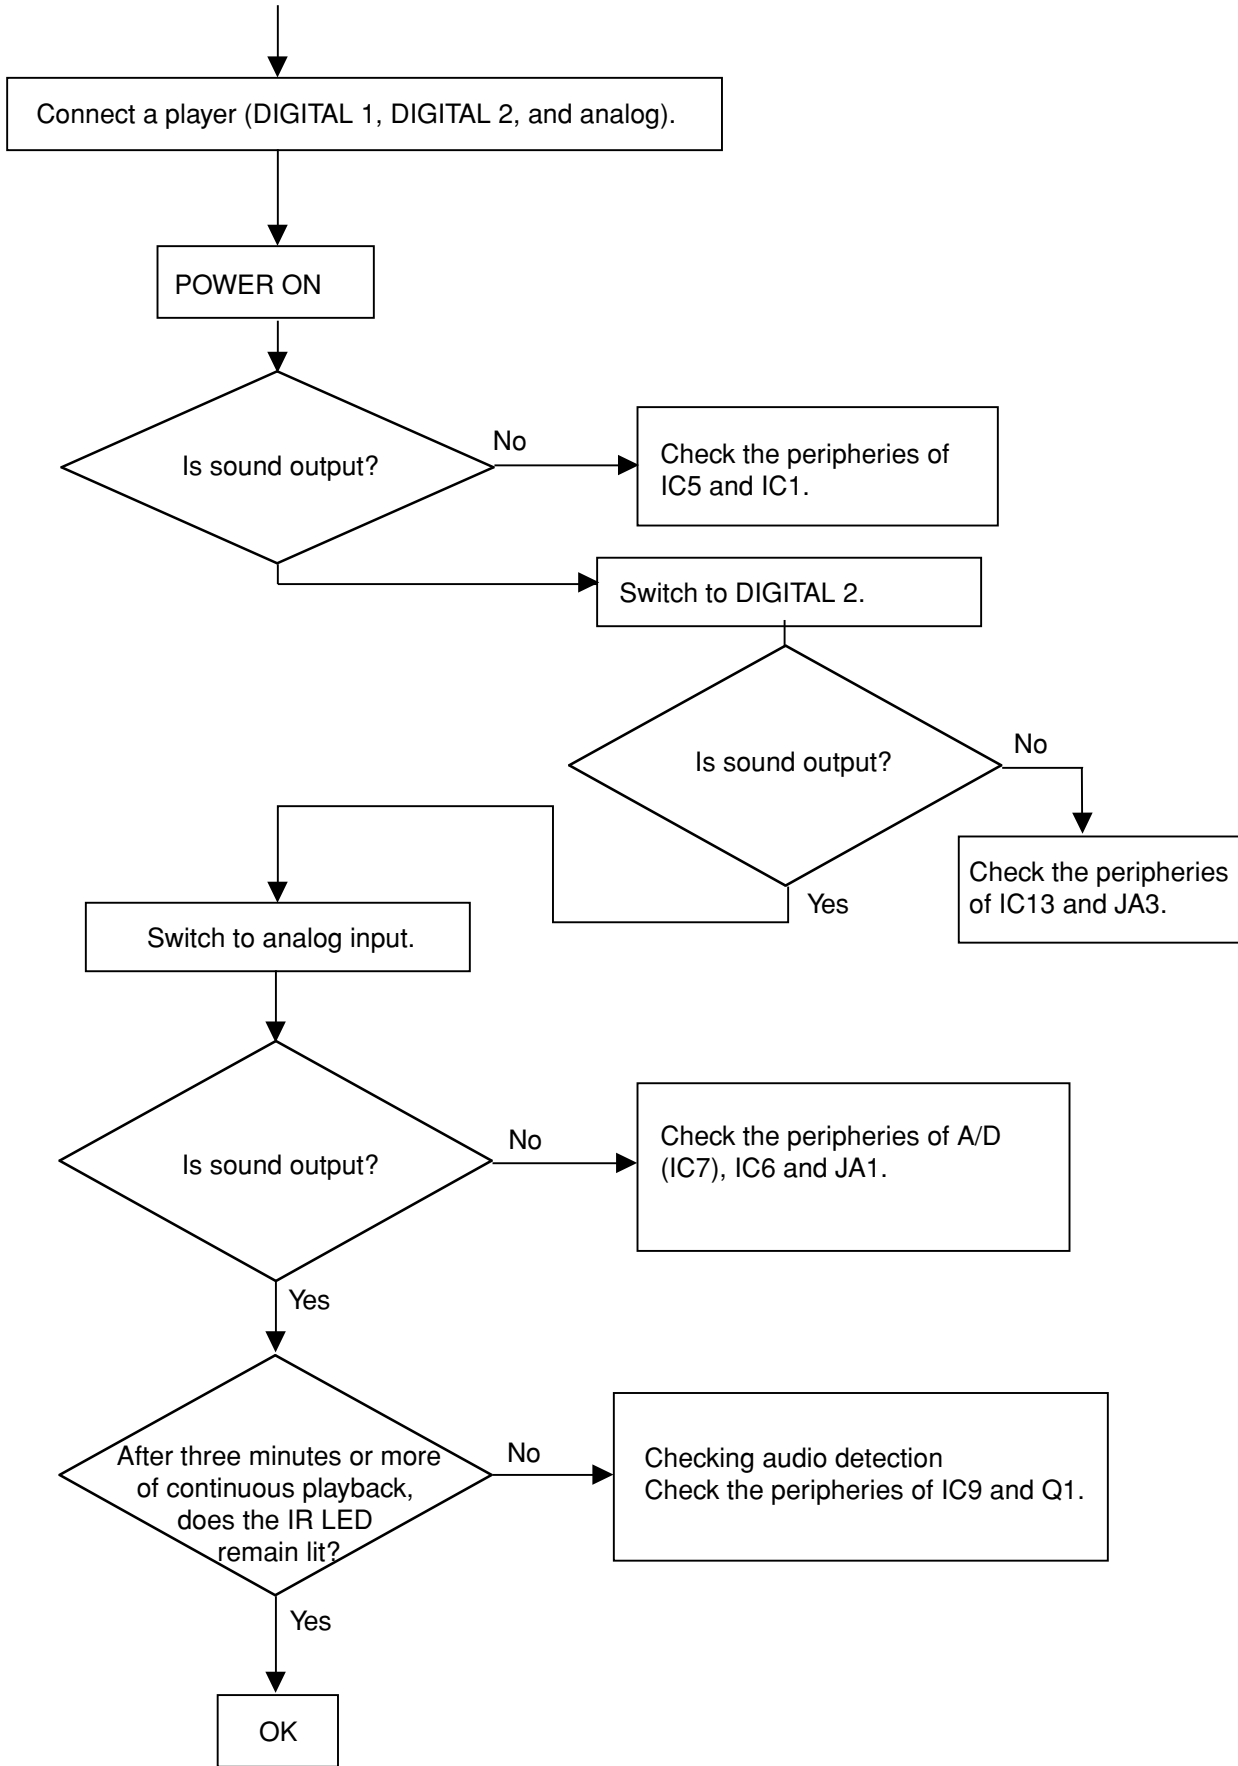 Connect a player (DIGITAL 1, DIGITAL 2, and analog).
POWER ON
Is sound output?
No
Check the peripheries of
IC5 and IC1.
Switch to DIGITAL 2.
Is sound output?
No
Check the peripheries
of IC13 and JA3.
Yes
Switch to analog input.
Is sound output?
No
Check the peripheries of A/D
(IC7), IC6 and JA1.
Yes
After three minutes or more
of continuous playback,
does the IR LED
remain lit?
No
Checking audio detection
Check the peripheries of IC9 and Q1.
Yes
OK